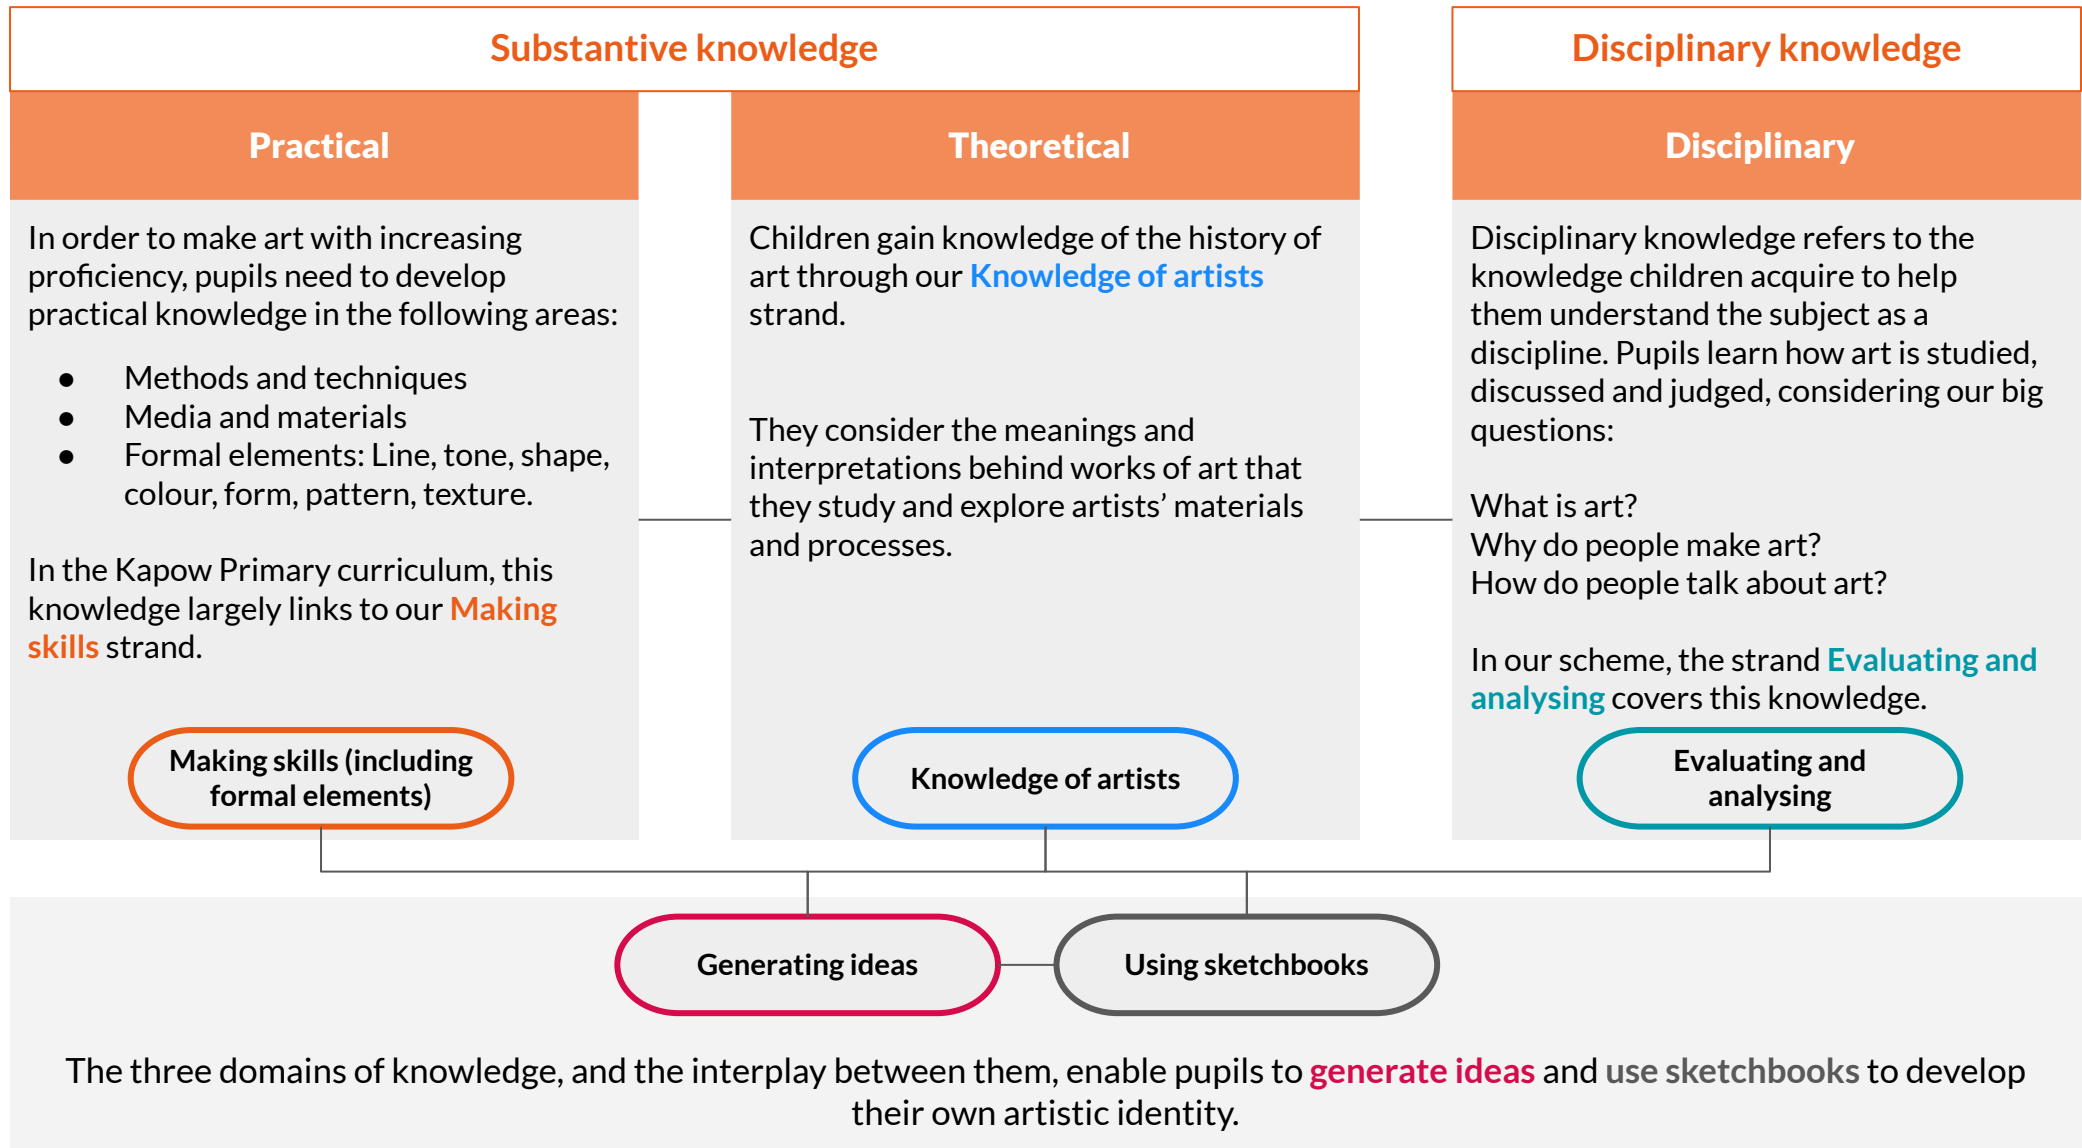 Substantive knowledge
Disciplinary knowledge
Practical
Theoretical
Disciplinary
In order to make art with increasing
proficiency, pupils need to develop
practical knowledge in the following areas:
● Methods and techniques
● Media and materials
● Formal elements: Line, tone, shape,
colour, form, pattern, texture.
In the Kapow Primary curriculum, this
knowledge largely links to our Making
skills strand.
Making skills (including
formal elements)
Children gain knowledge of the history of
art through our Knowledge of artists
strand.
They consider the meanings and
interpretations behind works of art that
they study and explore artists’ materials
and processes.
Knowledge of artists
Disciplinary knowledge refers to the
knowledge children acquire to help
them understand the subject as a
discipline. Pupils learn how art is studied,
discussed and judged, considering our big
questions:
What is art?
Why do people make art?
How do people talk about art?
In our scheme, the strand Evaluating and
analysing covers this knowledge.
Evaluating and
analysing
Generating ideas
Using sketchbooks
The three domains of knowledge, and the interplay between them, enable pupils to generate ideas and use sketchbooks to develop
their own artistic identity.